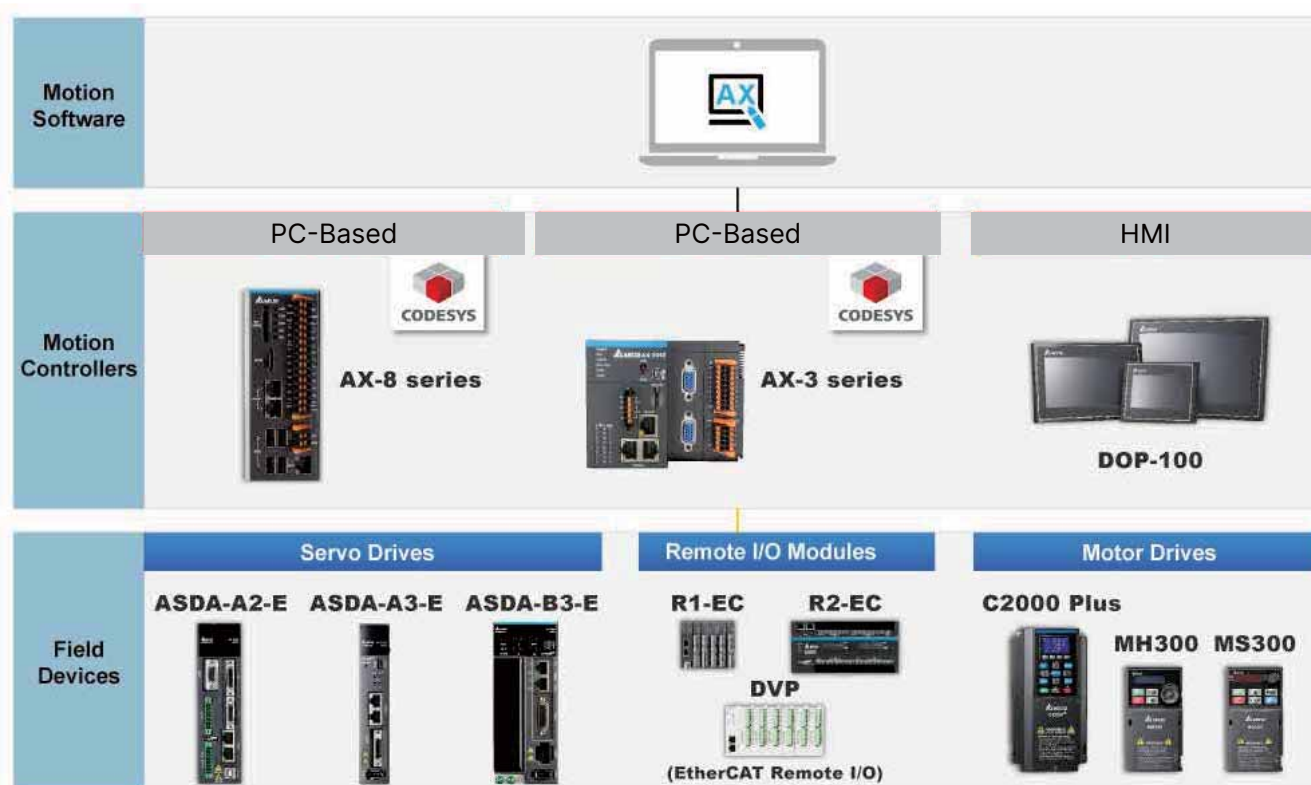 Motion
Software
AX
PC-Based
PC-Based
HMI
Motion
Controllers
CODESYS
AX-8 series
CODESYS
AX-3 series
DOP-100
Servo Drives
Remote I/O Modules
Motor Drives
Field
Devices
ASDA-A2-E
ASDA-A3-E
ASDA-B3-E
R1-EC
R2-EC
DVP
(EtherCAT Remote I/O)
C2000 Plus
MH300
MS300